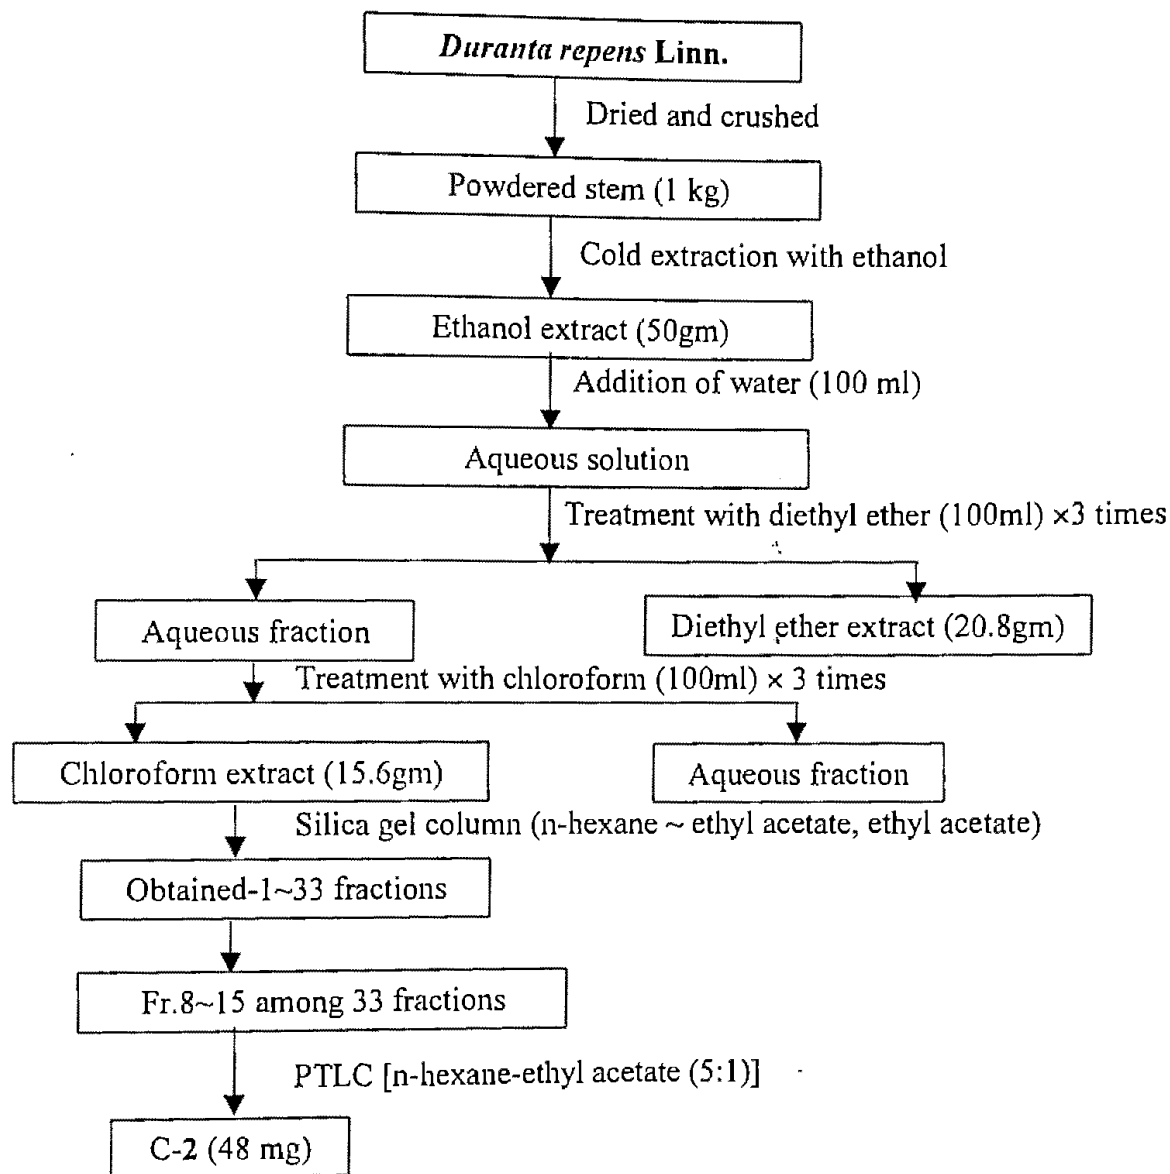 Duranta repens Linn.
Dried and crushed
Powdered stem (1 kg)
Cold extraction with ethanol
Ethanol extract (50gm)
Addition of water (100 ml)
Aqueous solution
Treatment with diethyl ether (100ml) ×3 times
Aqueous fraction
Diethyl ether extract (20.8gm)
Treatment with chloroform (100ml) × 3 times
Chloroform extract (15.6gm)
Aqueous fraction
Silica gel column (n-hexane ~ ethyl acetate, ethyl acetate)
Obtained-1~33 fractions
Fr.8~15 among 33 fractions
PTLC [n-hexane-ethyl acetate (5:1)]
C-2 (48 mg)